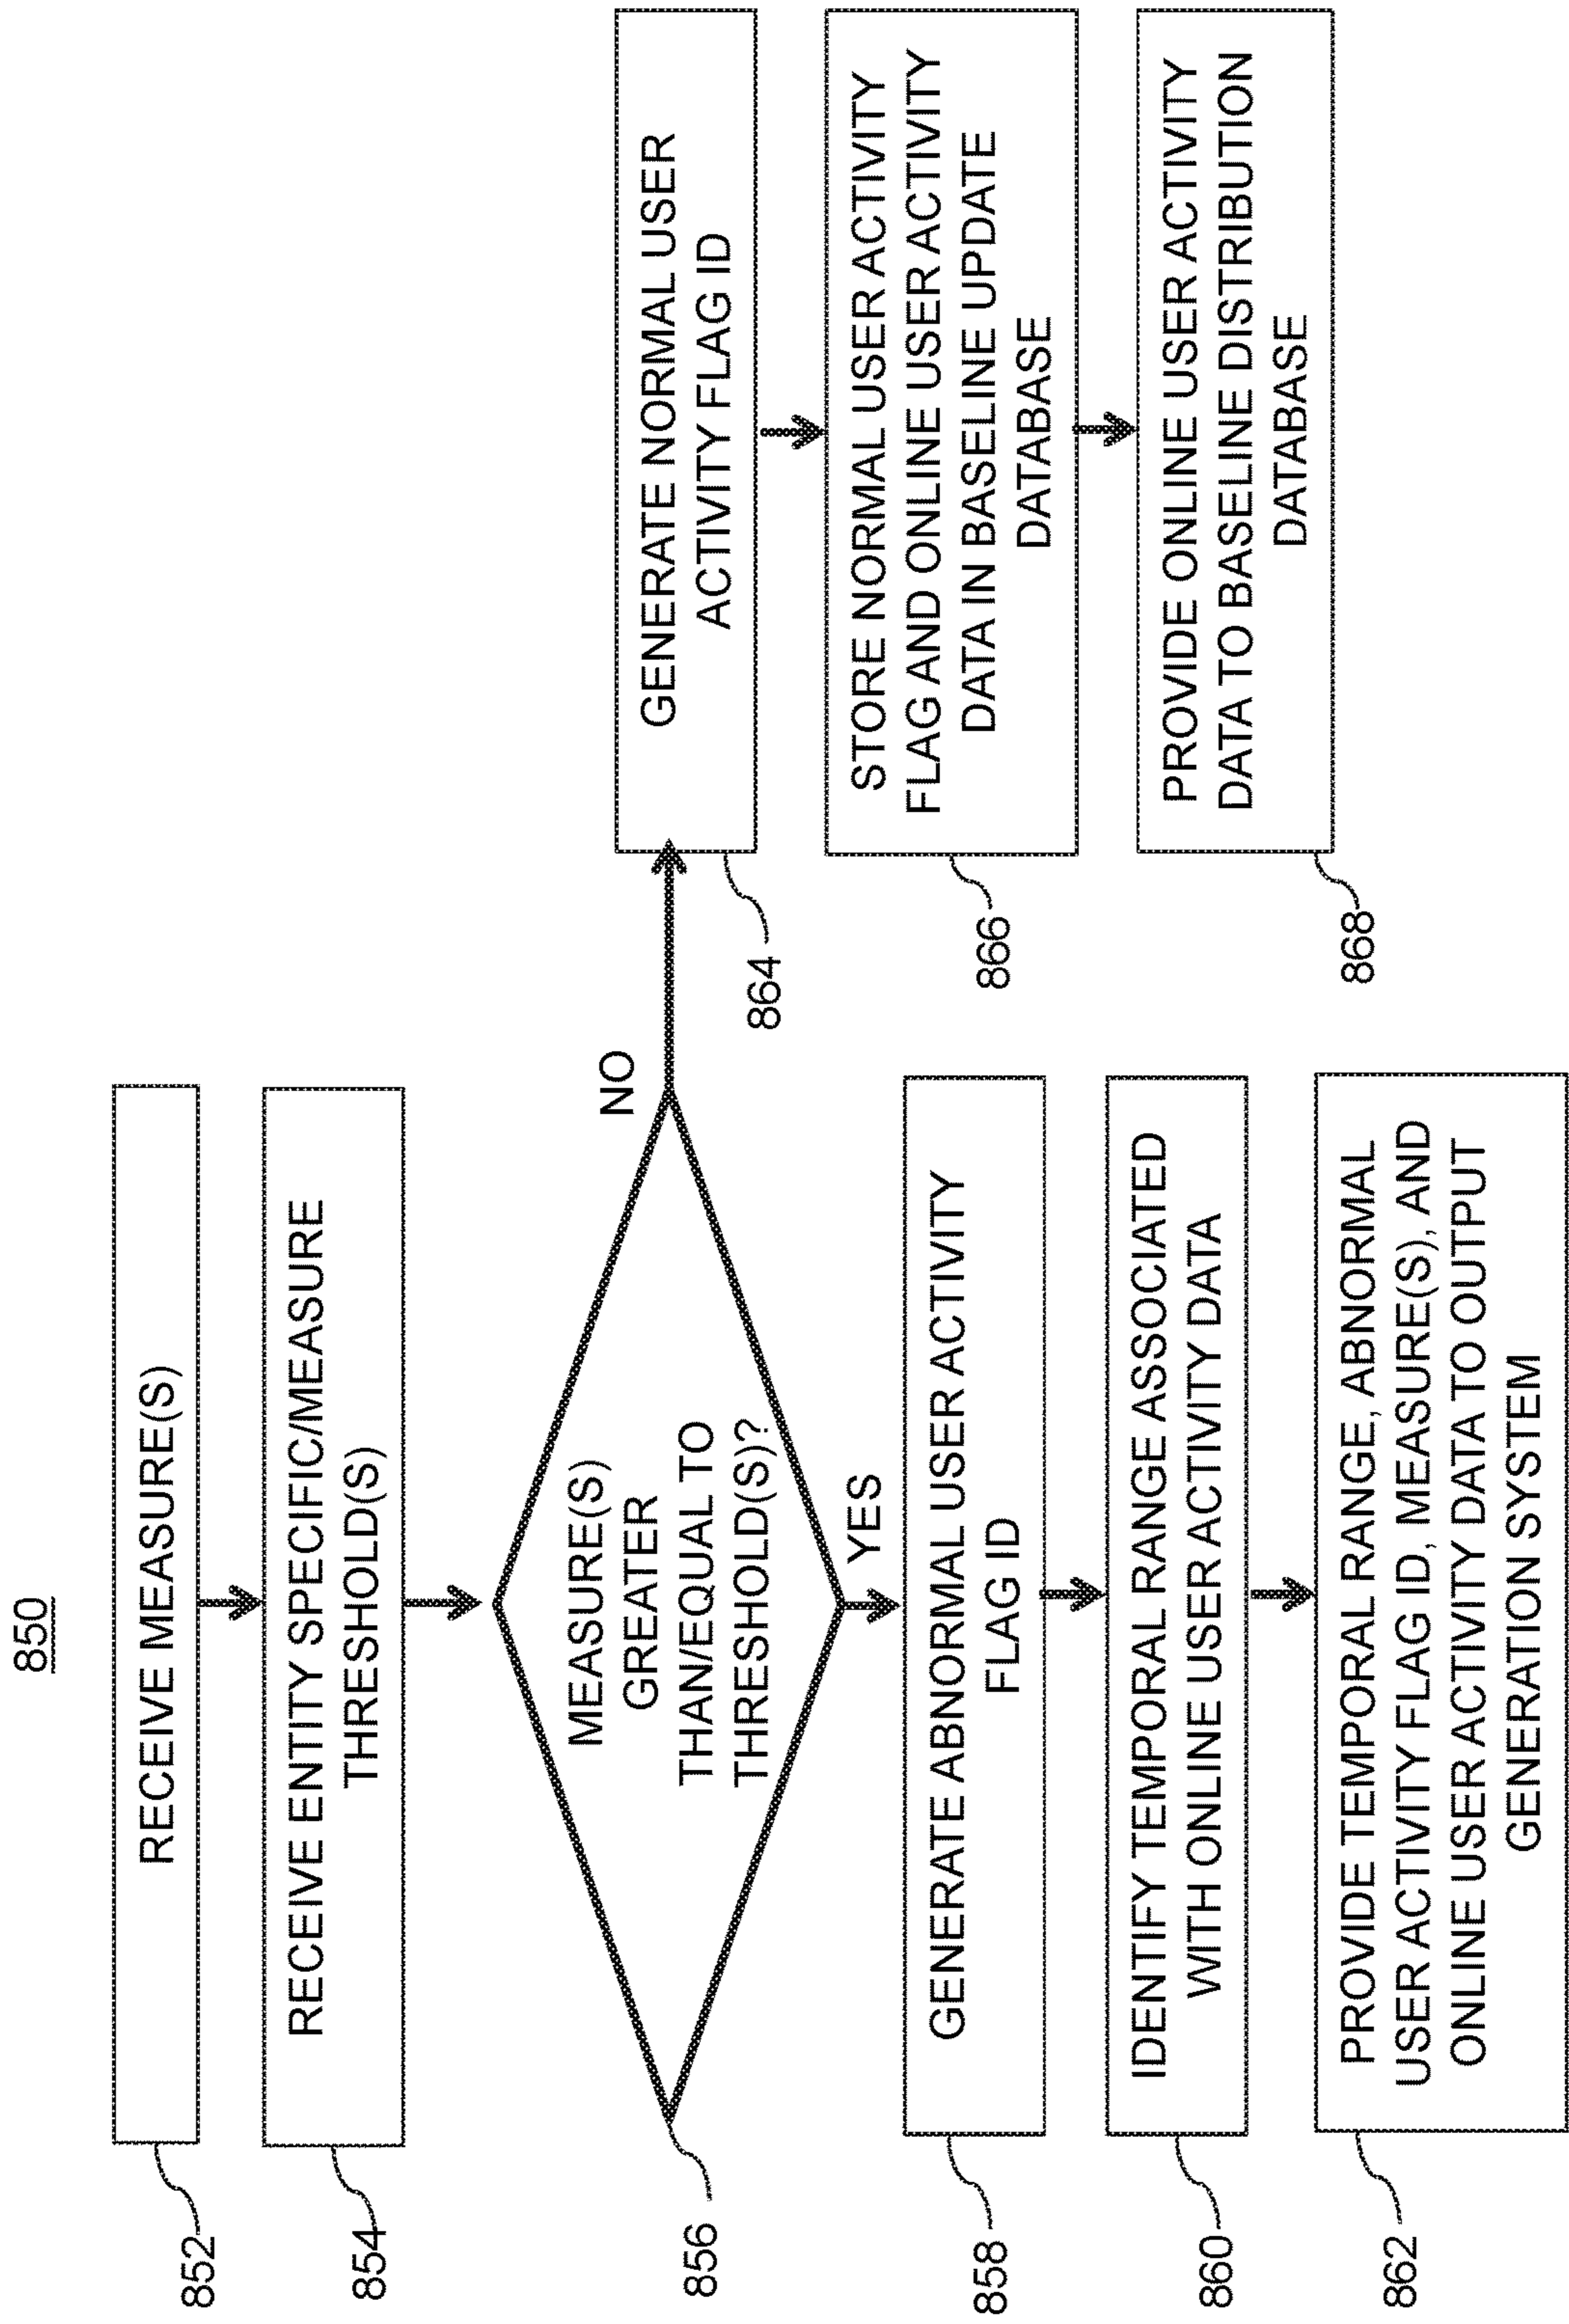 850
RECEIVE MEASURE(S)
852
RECEIVE ENTITY SPECIFIC/MEASURE
THRESHOLD(S)
854
MEASURE(S)
GREATER
THAN/EQUAL TO
THRESHOLD(S)?
856
NO
YES
GENERATE ABNORMAL USER ACTIVITY
FLAG ID
858
IDENTIFY TEMPORAL RANGE ASSOCIATED
WITH ONLINE USER ACTIVITY DATA
860
PROVIDE TEMPORAL RANGE, ABNORMAL
USER ACTIVITY FLAG ID, MEASURE(S), AND
ONLINE USER ACTIVITY DATA TO OUTPUT
GENERATION SYSTEM
862
GENERATE NORMAL USER
ACTIVITY FLAG ID
864
STORE NORMAL USER ACTIVITY
FLAG AND ONLINE USER ACTIVITY
DATA IN BASELINE UPDATE
DATABASE
866
PROVIDE ONLINE USER ACTIVITY
DATA TO BASELINE DISTRIBUTION
DATABASE
868